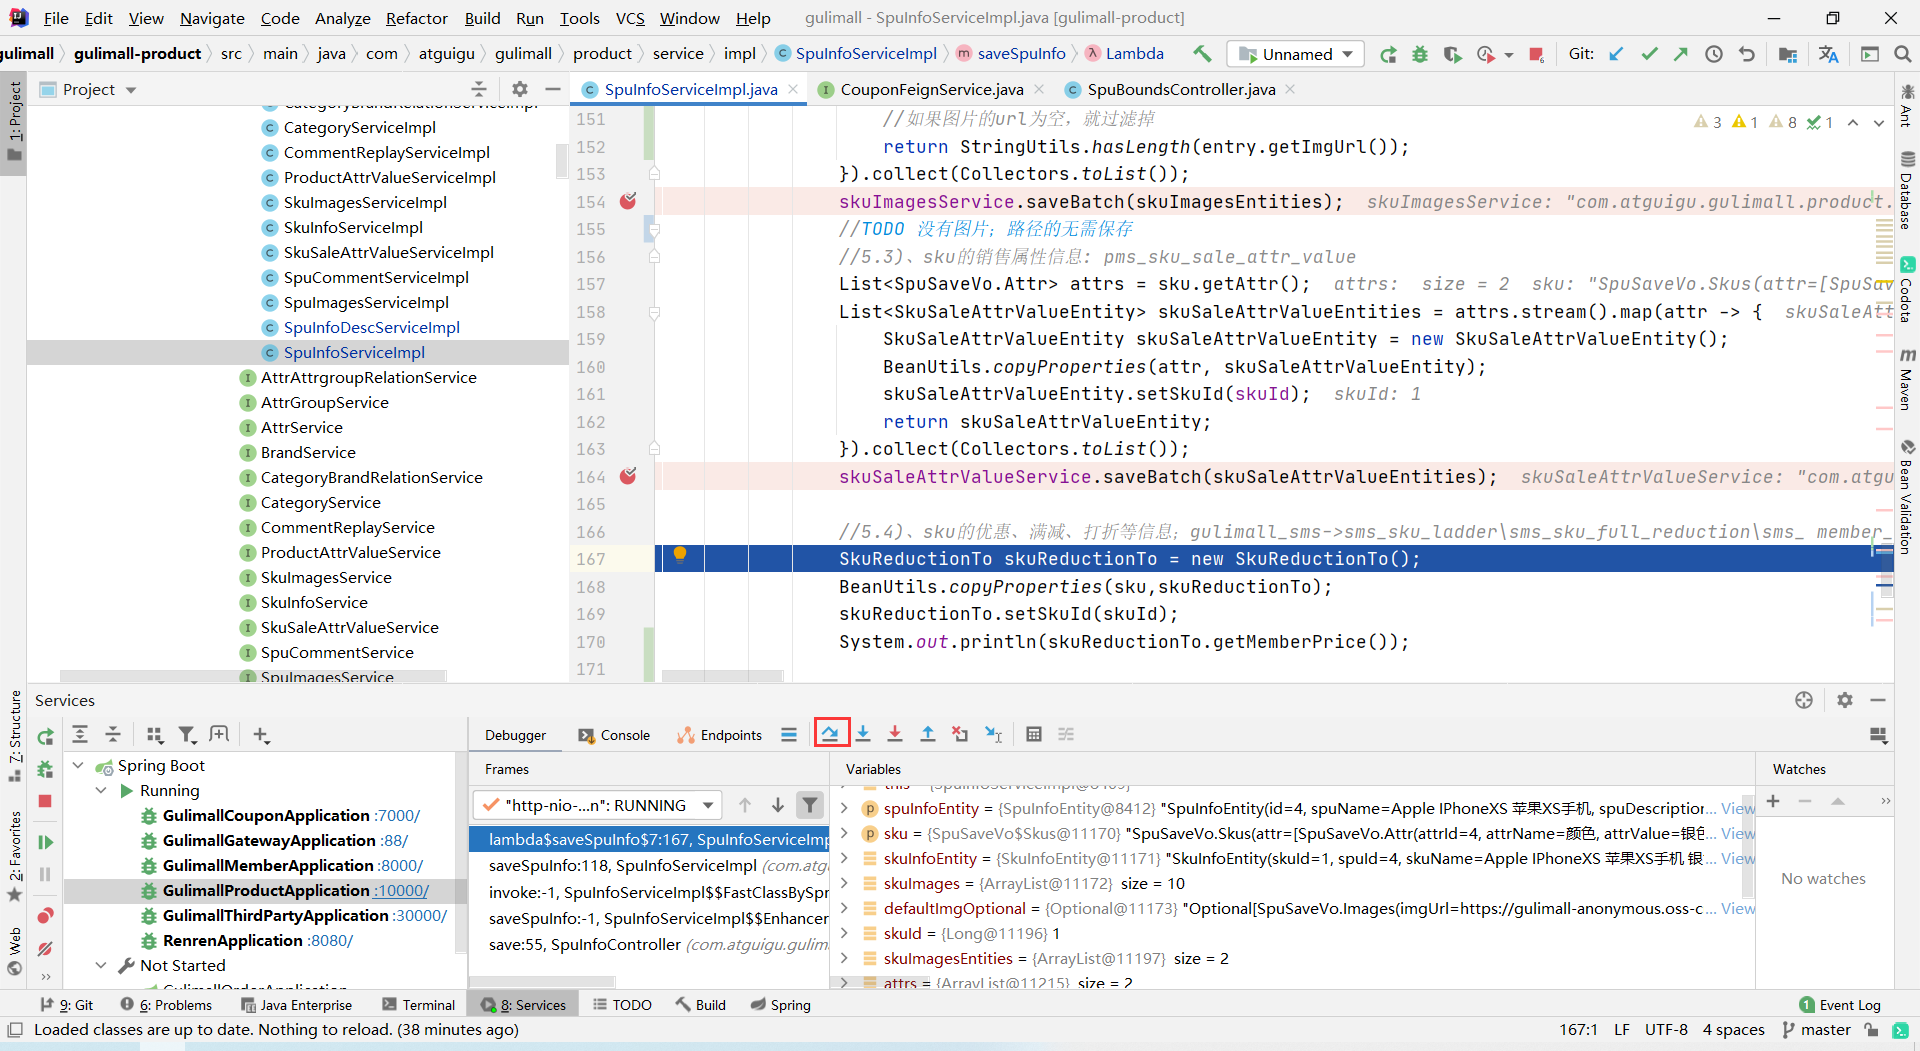 File Edit View Navigate Code Analyze Refactor Build Run Tools VCS Window Help gulimall - SpuInfoServiceImpl.java [gulimall-product]
gulimall gulimall-product src main java com atguigu gulimall product service impl SpuInfoServiceImpl saveSpuInfo Lambda Unnamed Git:
Project
SpuInfoServiceImpl.java CouponFeignService.java SpuBoundsController.java
1: Project
CategoryBrandRelationServiceImpl
CategoryServiceImpl
CommentReplayServiceImpl
ProductAttrValueServiceImpl
SkuImagesServiceImpl
SkuInfoServiceImpl
SkuSaleAttrValueServiceImpl
SpuCommentServiceImpl
SpuImagesServiceImpl
SpuInfoDescServiceImpl
SpuInfoServiceImpl
AttrAttrgroupRelationService
AttrGroupService
AttrService
BrandService
CategoryBrandRelationService
CategoryService
CommentReplayService
ProductAttrValueService
SkuImagesService
SkuInfoService
SkuSaleAttrValueService
SpuCommentService
SpuImagesService
3 1 8 1
151 //如果图片的url为空，就过滤掉
152 return StringUtils.hasLength(entry.getImgUrl());
153 }).collect(Collectors.toList());
154 skuImagesService.saveBatch(skuImagesEntities); skuImagesService: "com.atguigu.gulimall.product.
155 //TODO 没有图片；路径的无需保存
156 //5.3)、sku的销售属性信息: pms_sku_sale_attr_value
157 List<SpuSaveVo.Attr> attrs = sku.getAttr(); attrs: size = 2 sku: "SpuSaveVo.Skus(attr=[SpuSav
158 List<SkuSaleAttrValueEntity> skuSaleAttrValueEntities = attrs.stream().map(attr -> { skuSaleAtt
159 SkuSaleAttrValueEntity skuSaleAttrValueEntity = new SkuSaleAttrValueEntity();
160 BeanUtils.copyProperties(attr, skuSaleAttrValueEntity);
161 skuSaleAttrValueEntity.setSkuId(skuId); skuId: 1
162 return skuSaleAttrValueEntity;
163 }).collect(Collectors.toList());
164 skuSaleAttrValueService.saveBatch(skuSaleAttrValueEntities); skuSaleAttrValueService: "com.atgu
165
166 //5.4)、sku的优惠、满减、打折等信息；gulimall_sms->sms_sku_ladder\sms_sku_full_reduction\sms_ member_
167 SkuReductionTo skuReductionTo = new SkuReductionTo();
168 BeanUtils.copyProperties(sku,skuReductionTo);
169 skuReductionTo.setSkuId(skuId);
170 System.out.println(skuReductionTo.getMemberPrice());
171
Ant
Database
Codota
Maven
Bean Validation
7: Structure
2: Favorites
Web
Services
Debugger Console Endpoints
Spring Boot
Running
GulimallCouponApplication :7000/
GulimallGatewayApplication :88/
GulimallMemberApplication :8000/
GulimallProductApplication :10000/
GulimallThirdPartyApplication :30000/
RenrenApplication :8080/
Not Started
GulimallOrderApplication
Frames
"http-nio-...n": RUNNING
lambda$saveSpuInfo$7:167, SpuInfoServiceImp
saveSpuInfo:118, SpuInfoServiceImpl (com.atgu
invoke:-1, SpuInfoServiceImpl$$FastClassBySpr
saveSpuInfo:-1, SpuInfoServiceImpl$$Enhancer
save:55, SpuInfoController (com.atguigu.gulim
Variables
this = {SpuInfoServiceImpl@8409}
spuInfoEntity = {SpuInfoEntity@8412} "SpuInfoEntity(id=4, spuName=Apple IPhoneXS 苹果XS手机, spuDescription... View
sku = {SpuSaveVo$Skus@11170} "SpuSaveVo.Skus(attr=[SpuSaveVo.Attr(attrId=4, attrName=颜色, attrValue=银色... View
skuInfoEntity = {SkuInfoEntity@11171} "SkuInfoEntity(skuId=1, spuId=4, skuName=Apple IPhoneXS 苹果XS手机 银... View
skuImages = {ArrayList@11172} size = 10
defaultImgOptional = {Optional@11173} "Optional[SpuSaveVo.Images(imgUrl=https://gulimall-anonymous.oss-c... View
skuId = {Long@11196} 1
skuImagesEntities = {ArrayList@11197} size = 2
attrs = {ArrayList@11215} size = 2
Watches
No watches
9: Git 6: Problems Java Enterprise Terminal 8: Services TODO Build Spring 1 Event Log
Loaded classes are up to date. Nothing to reload. (38 minutes ago) 167:1 LF UTF-8 4 spaces master